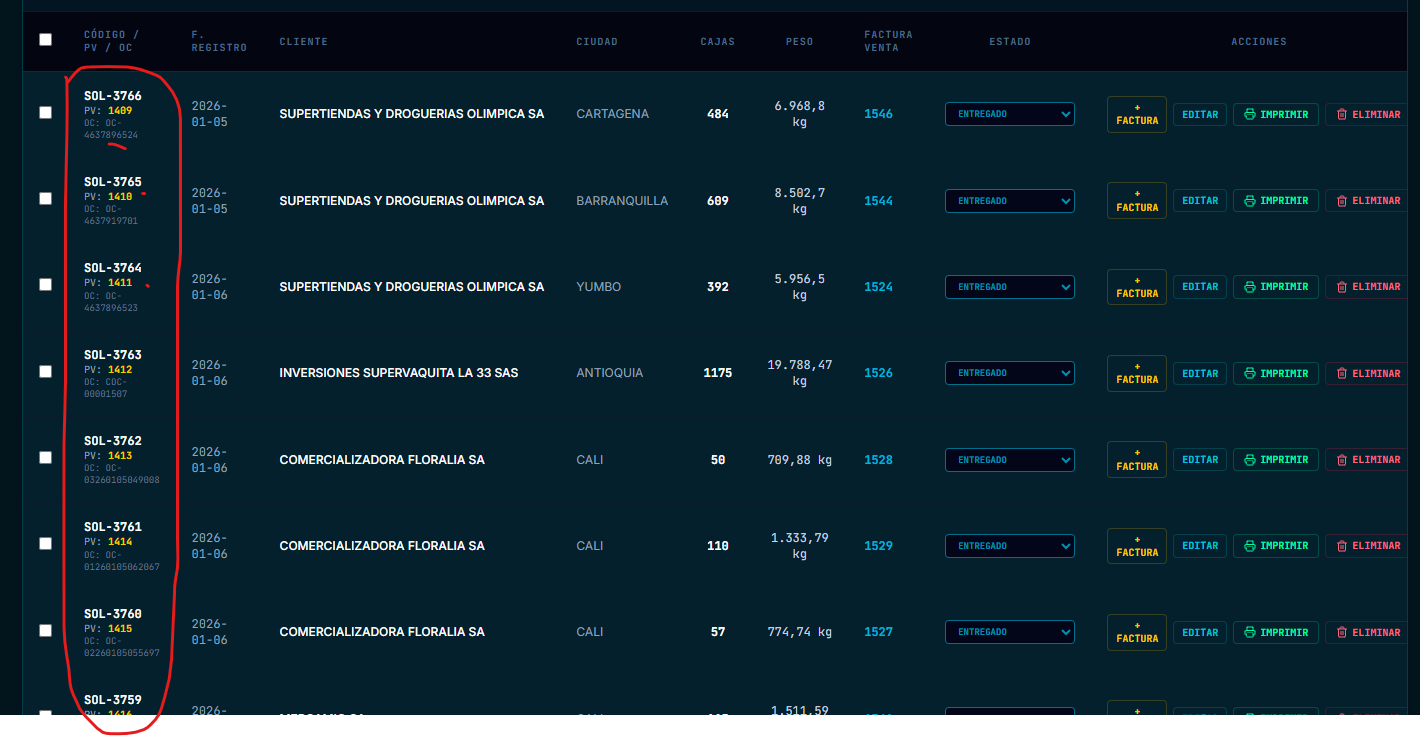 CÓDIGO / PV / OC
F. REGISTRO
CLIENTE
CIUDAD
CAJAS
PESO
FACTURA VENTA
ESTADO
ACCIONES
SOL-3766
PV: 1409
OC: OC-
4637896524
2026-
01-05
SUPERTIENDAS Y DROGUERIAS OLIMPICA SA
CARTAGENA
484
6.968,8
kg
1546
ENTREGADO
+
FACTURA
EDITAR
IMPRIMIR
ELIMINAR
SOL-3765
PV: 1410
OC: OC-
4637919701
2026-
01-05
SUPERTIENDAS Y DROGUERIAS OLIMPICA SA
BARRANQUILLA
609
8.502,7
kg
1544
ENTREGADO
+
FACTURA
EDITAR
IMPRIMIR
ELIMINAR
SOL-3764
PV: 1411
OC: OC-
4637896523
2026-
01-06
SUPERTIENDAS Y DROGUERIAS OLIMPICA SA
YUMBO
392
5.956,5
kg
1524
ENTREGADO
+
FACTURA
EDITAR
IMPRIMIR
ELIMINAR
SOL-3763
PV: 1412
OC: COC-
00001507
2026-
01-06
INVERSIONES SUPERVAQUITA LA 33 SAS
ANTIOQUIA
1175
19.788,47
kg
1526
ENTREGADO
+
FACTURA
EDITAR
IMPRIMIR
ELIMINAR
SOL-3762
PV: 1413
OC: OC-
03260105049008
2026-
01-06
COMERCIALIZADORA FLORALIA SA
CALI
50
709,88 kg
1528
ENTREGADO
+
FACTURA
EDITAR
IMPRIMIR
ELIMINAR
SOL-3761
PV: 1414
OC: OC-
01260105062067
2026-
01-06
COMERCIALIZADORA FLORALIA SA
CALI
110
1.333,79
kg
1529
ENTREGADO
+
FACTURA
EDITAR
IMPRIMIR
ELIMINAR
SOL-3760
PV: 1415
OC: OC-
02260105055697
2026-
01-06
COMERCIALIZADORA FLORALIA SA
CALI
57
774,74 kg
1527
ENTREGADO
+
FACTURA
EDITAR
IMPRIMIR
ELIMINAR
SOL-3759
PV: 1416
2026-
1.511,59
+